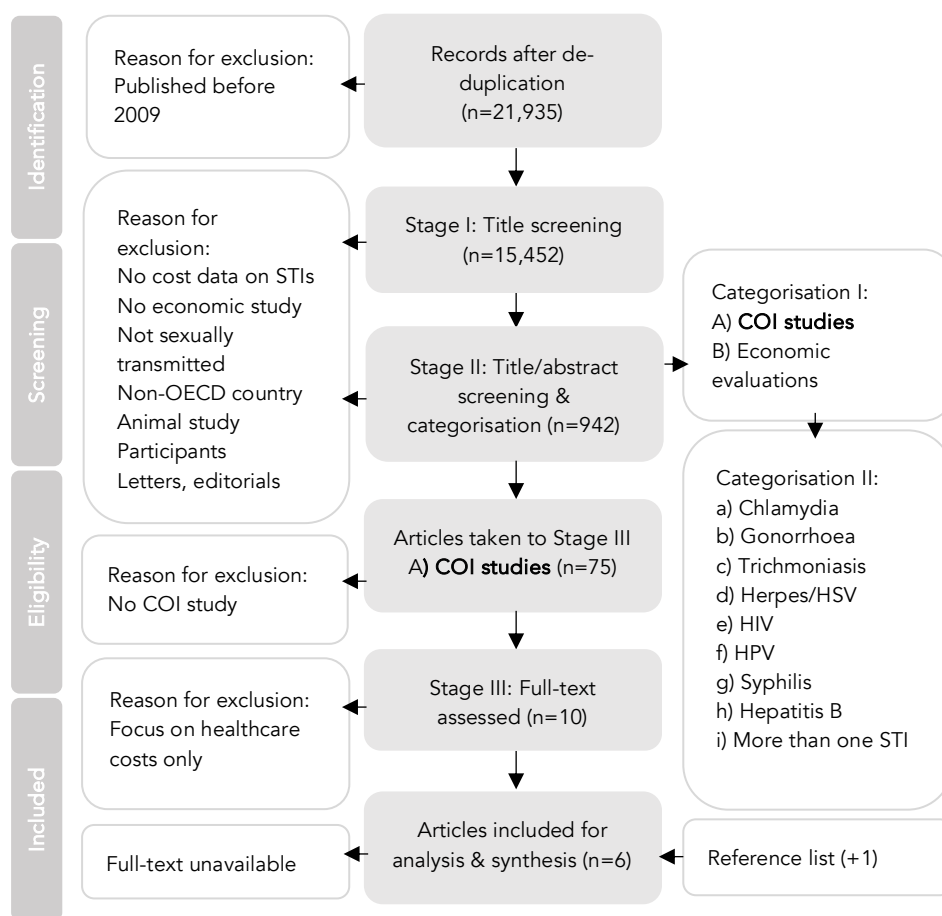 Identification
Reason for exclusion:
Published before
2009
Records after de-
duplication
(n=21,935)
Screening
Reason for
exclusion:
No cost data on STIs
No economic study
Not sexually
transmitted
Non-OECD country
Animal study
Participants
Letters, editorials
Stage I: Title screening
(n=15,452)
Stage II: Title/abstract
screening &
categorisation (n=942)
Categorisation I:
A) COI studies
B) Economic
evaluations
Categorisation II:
a) Chlamydia
b) Gonorrhoea
c) Trichmoniasis
d) Herpes/HSV
e) HIV
f) HPV
g) Syphilis
h) Hepatitis B
i) More than one STI
Eligibility
Reason for exclusion:
No COI study
Articles taken to Stage III
A) COI studies (n=75)
Reason for exclusion:
Focus on healthcare
costs only
Stage III: Full-text
assessed (n=10)
Included
Full-text unavailable
Articles included for
analysis & synthesis (n=6)
Reference list (+1)